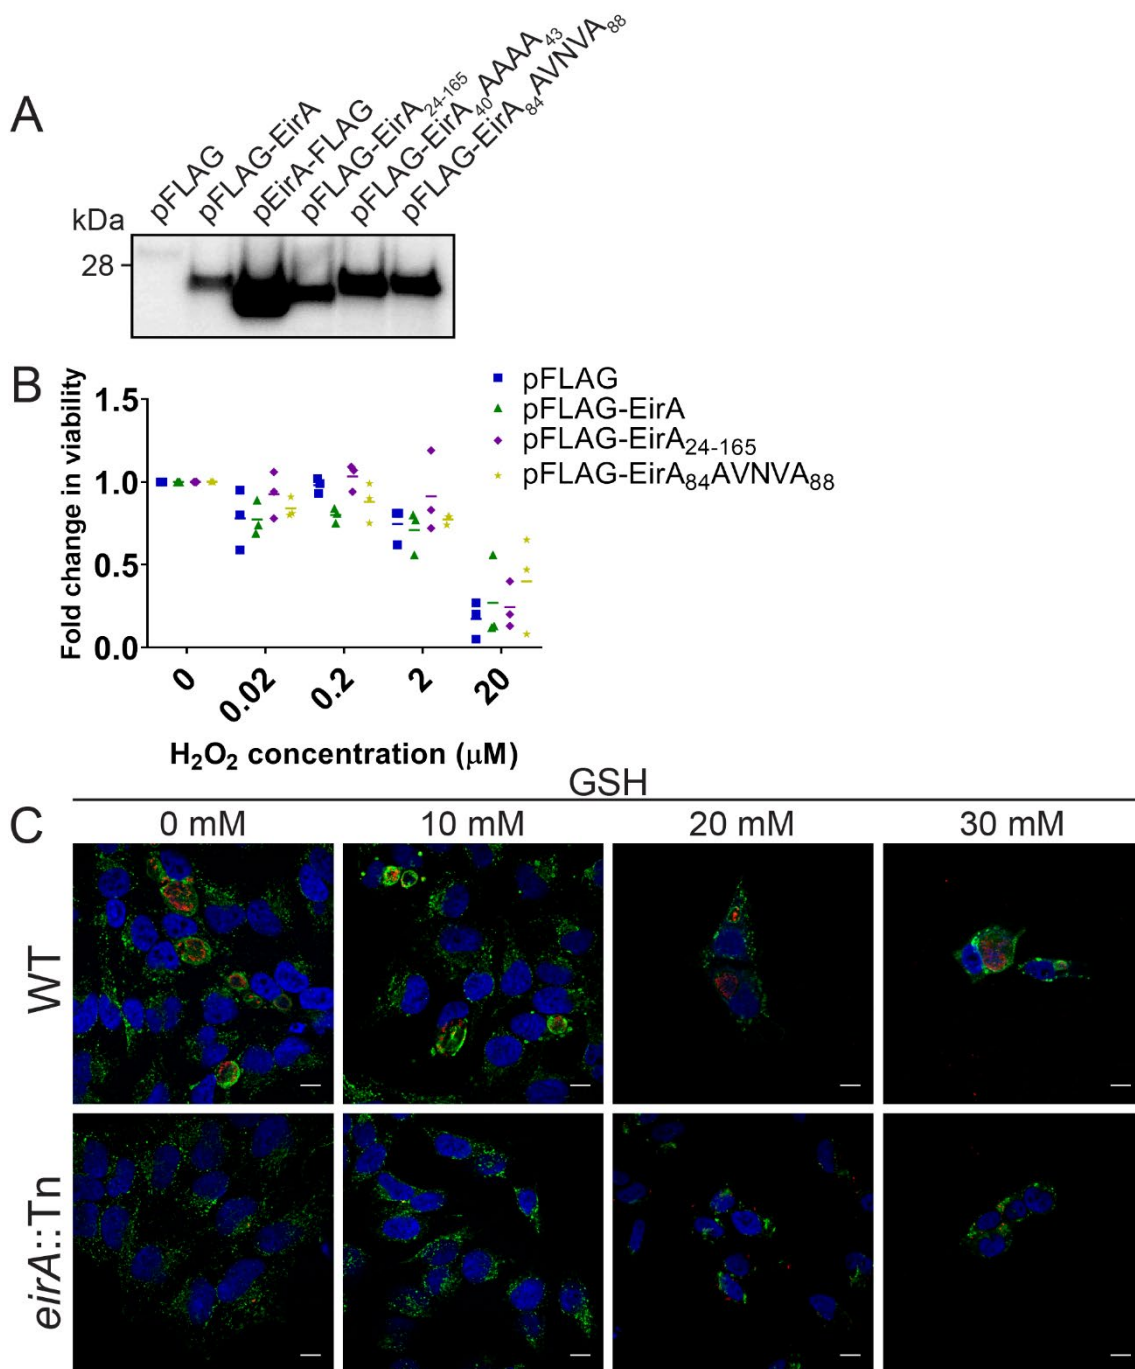 A
pFLAG
pFLAG-EirA
pEirA-FLAG
pFLAG-EirA24-165
pFLAG-EirA40AAAA43
pFLAG-EirA84AVNVA88
kDa
28
B
Fold change in viability
1.5
1.0
0.5
0.0
0
0.02
0.2
2
20
H2O2 concentration (μM)
pFLAG
pFLAG-EirA
pFLAG-EirA24-165
pFLAG-EirA84AVNVA88
GSH
C
0 mM
10 mM
20 mM
30 mM
WT
eirA::Tn